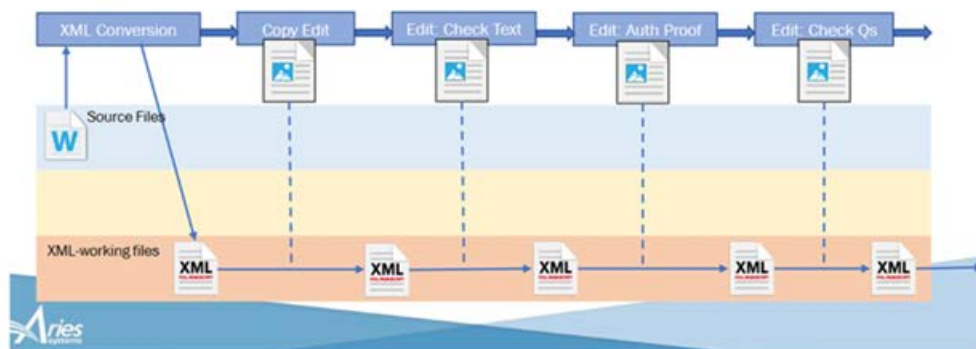 XML Conversion
Copy Edit
Edit: Check Text
Edit: Auth Proof
Edit: Check Qs
Source Files
W
XML-working files
XML
XML
XML
XML
XML
Aries
systems